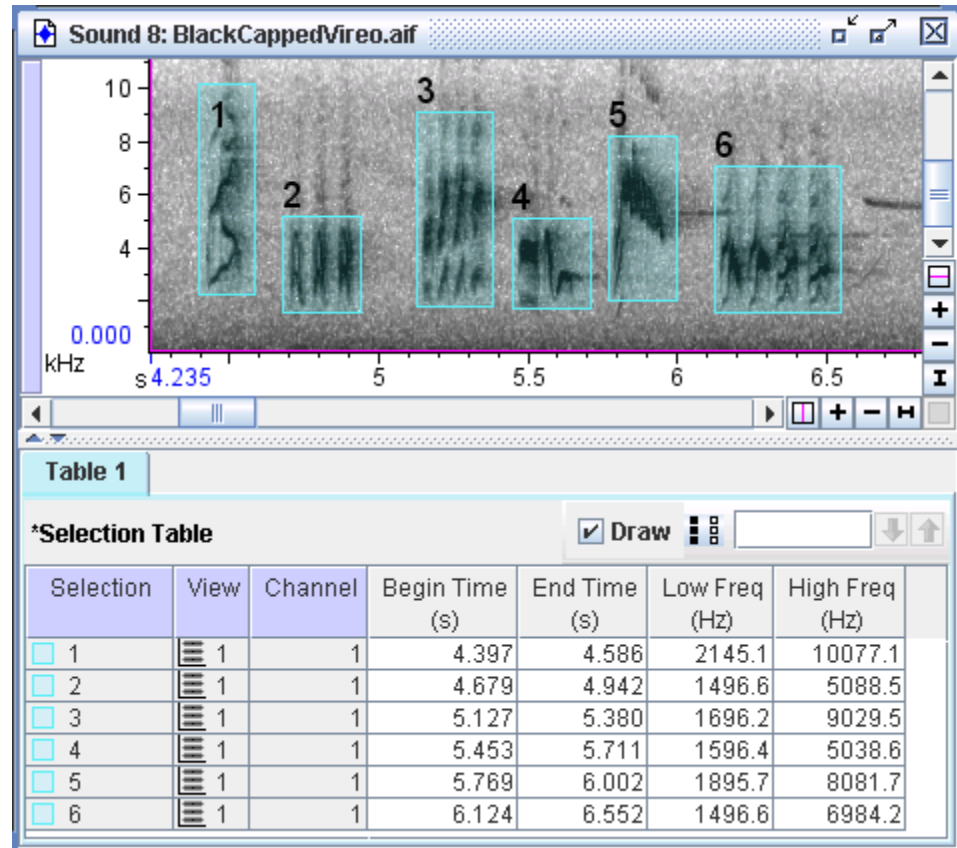 Sound 8: BlackCappedVireo.aif
10
8
6
4
0.000
kHz
1
2
3
4
5
6
s 4.235 5 5.5 6 6.5
Table 1
*Selection Table Draw
Selection View Channel Begin Time (s) End Time (s) Low Freq (Hz) High Freq (Hz)
1 1 1 4.397 4.586 2145.1 10077.1
2 1 1 4.679 4.942 1496.6 5088.5
3 1 1 5.127 5.380 1696.2 9029.5
4 1 1 5.453 5.711 1596.4 5038.6
5 1 1 5.769 6.002 1895.7 8081.7
6 1 1 6.124 6.552 1496.6 6984.2